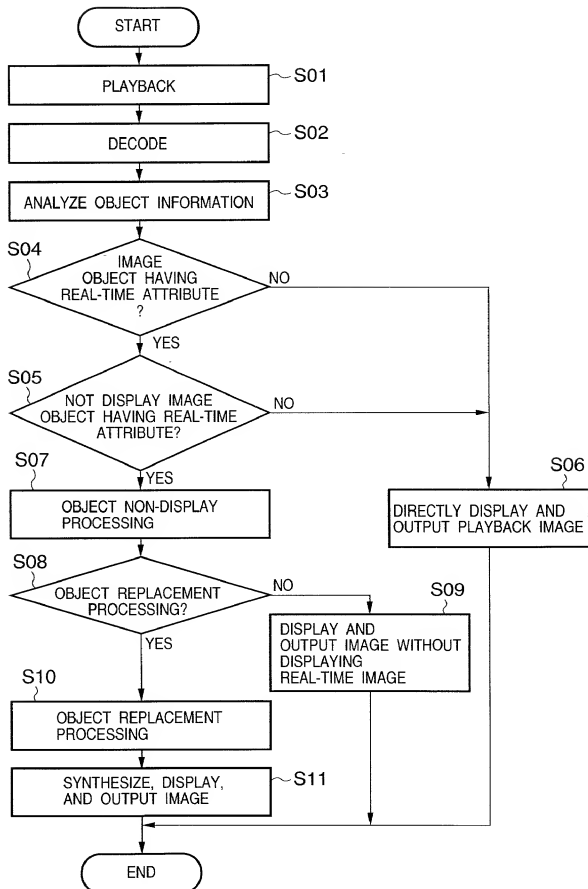 START
PLAYBACK
S01
DECODE
S02
ANALYZE OBJECT INFORMATION
S03
S04
IMAGE
OBJECT HAVING
REAL-TIME ATTRIBUTE
?
NO
YES
S05
NOT DISPLAY IMAGE
OBJECT HAVING REAL-TIME
ATTRIBUTE?
NO
YES
S07
OBJECT NON-DISPLAY
PROCESSING
S06
DIRECTLY DISPLAY AND
OUTPUT PLAYBACK IMAGE
S08
OBJECT REPLACEMENT
PROCESSING?
NO
YES
S09
DISPLAY AND
OUTPUT IMAGE WITHOUT
DISPLAYING
REAL-TIME IMAGE
S10
OBJECT REPLACEMENT
PROCESSING
SYNTHESIZE, DISPLAY,
AND OUTPUT IMAGE
S11
END